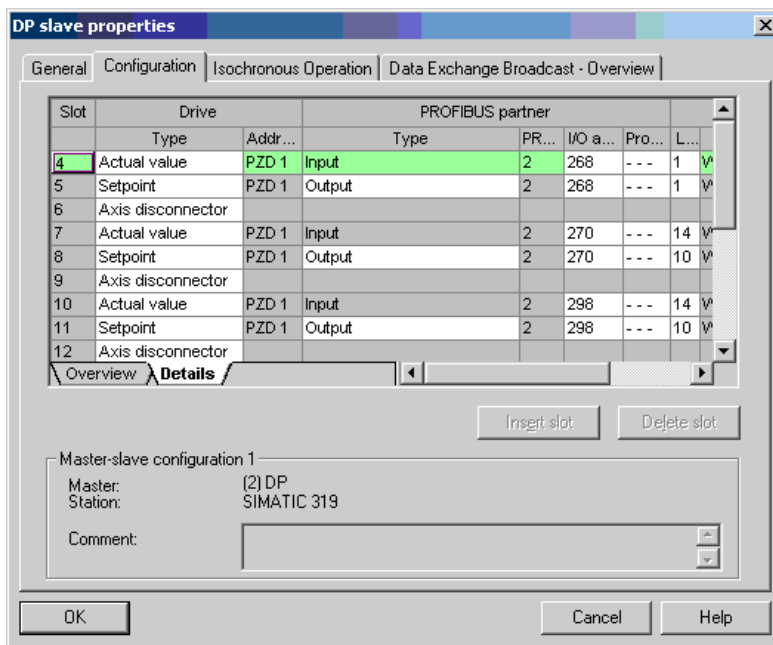 DP slave properties
General Configuration Isochronous Operation Data Exchange Broadcast - Overview
Slot Drive PROFIBUS partner
Type Addr... Type PR... I/O a... Pro... L...
4 Actual value PZD 1 Input 2 268 - - - 1
5 Setpoint PZD 1 Output 2 268 - - - 1
6 Axis disconnector
7 Actual value PZD 1 Input 2 270 - - - 14
8 Setpoint PZD 1 Output 2 270 - - - 10
9 Axis disconnector
10 Actual value PZD 1 Input 2 298 - - - 14
11 Setpoint PZD 1 Output 2 298 - - - 10
12 Axis disconnector
Overview Details
Insert slot Delete slot
Master-slave configuration 1
Master: (2) DP
Station: SIMATIC 319
Comment:
OK Cancel Help